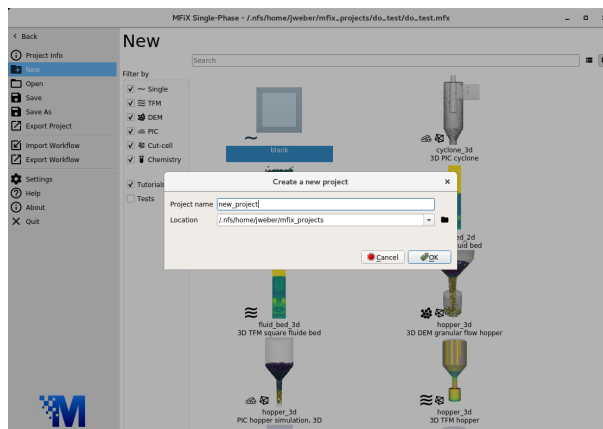 MFiX Single-Phase - /.nfs/home/jweber/mfix_projects/do_test/do_test.mfx
Back
Project Info
New
Open
Save
Save As
Export Project
Import Workflow
Export Workflow
Settings
Help
About
Quit
New
Search
Filter by
Single
TFM
DEM
PIC
Cut-cell
Chemistry
Tutorials
Tests
blank
cyclone_3d
3D PIC cyclone
Create a new project
Project name new_project
Location /.nfs/home/jweber/mfix_projects
Cancel OK
ed_2d
uid bed
fluid_bed_3d
3D TFM square fluide bed
hopper_3d
3D DEM granular flow hopper
hopper_3d
PIC hopper simulation, 3D
hopper_3d
3D TFM hopper
M